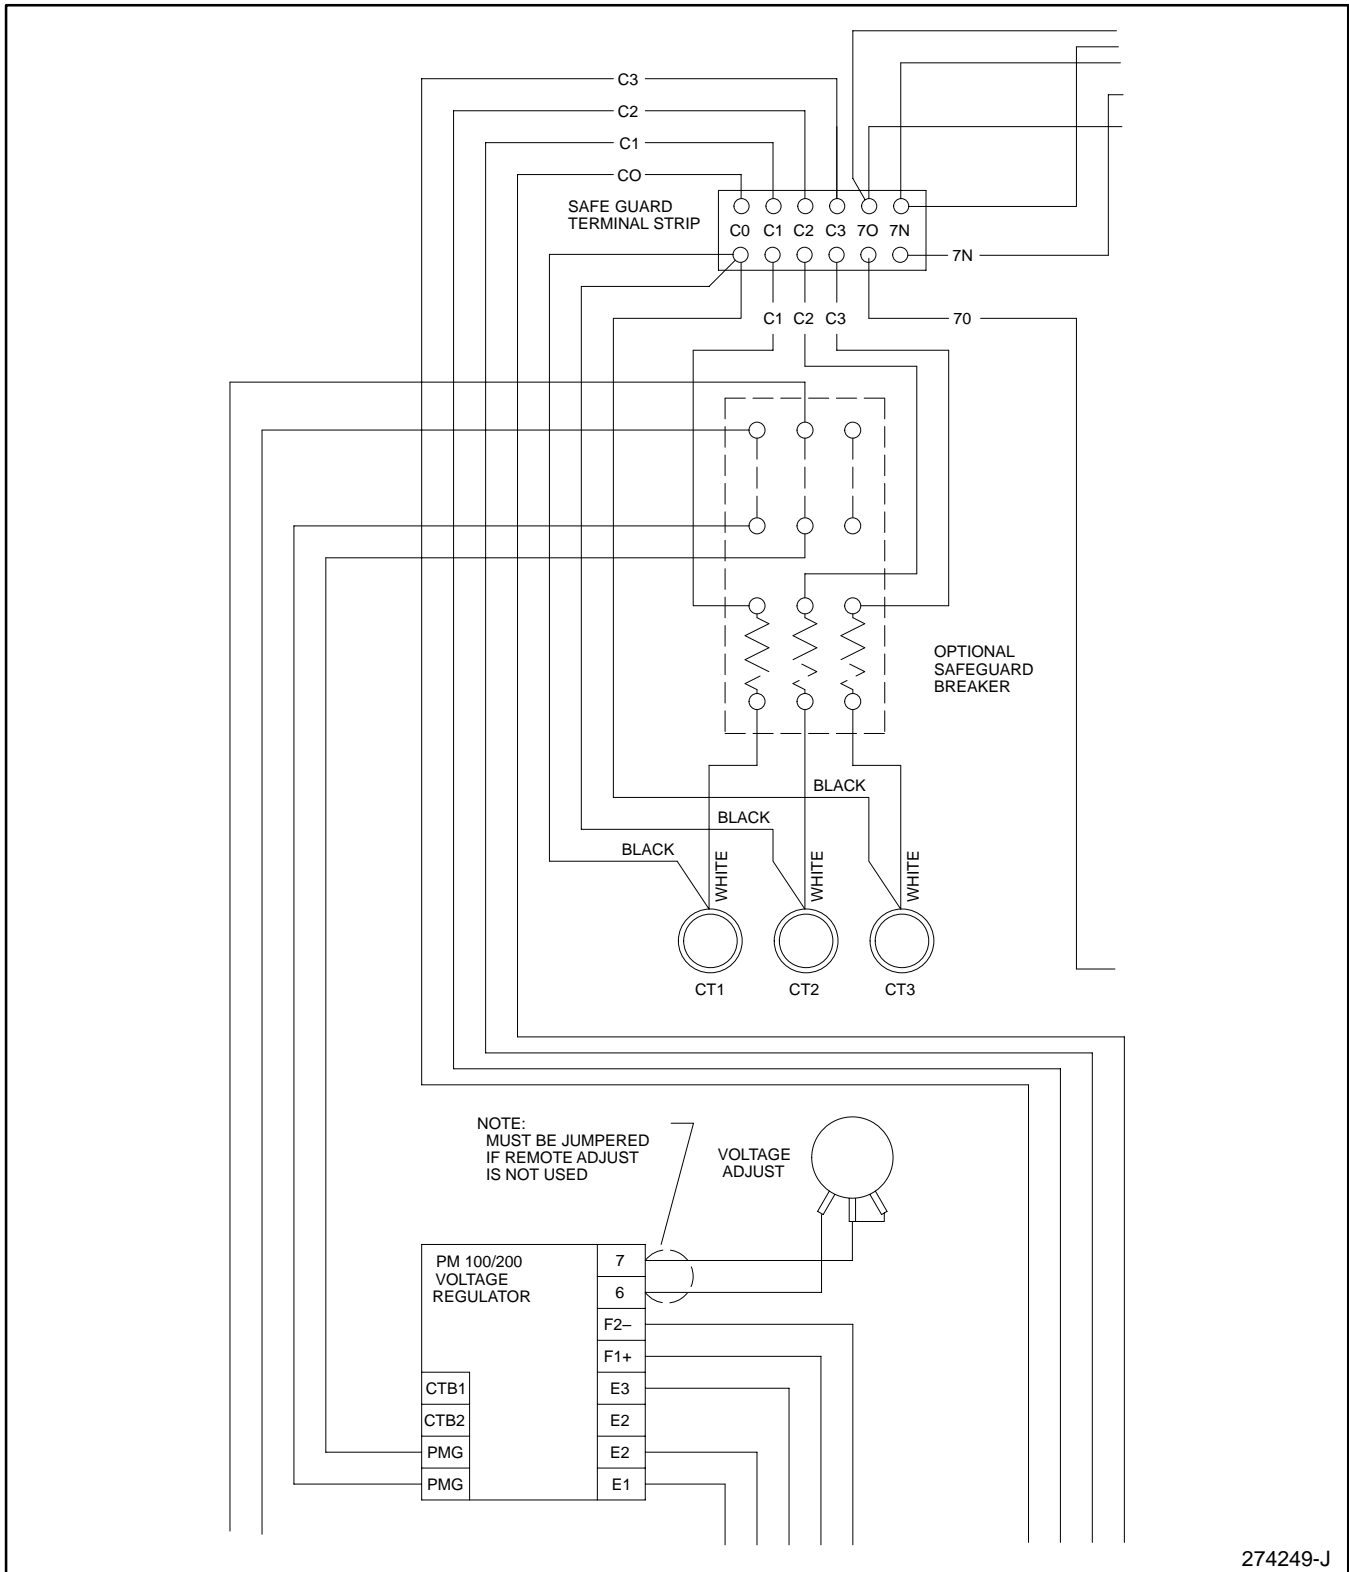 C3
C2
C1
CO
SAFE GUARD
TERMINAL STRIP
C0 C1 C2 C3 7O 7N
7N
C1 C2 C3
70
OPTIONAL
SAFEGUARD
BREAKER
BLACK
BLACK
BLACK
WHITE
WHITE
WHITE
CT1
CT2
CT3
NOTE:
MUST BE JUMPERED
IF REMOTE ADJUST
IS NOT USED
VOLTAGE
ADJUST
PM 100/200
VOLTAGE
REGULATOR
7
6
F2–
F1+
CTB1
E3
CTB2
E2
PMG
E2
PMG
E1
274249-J